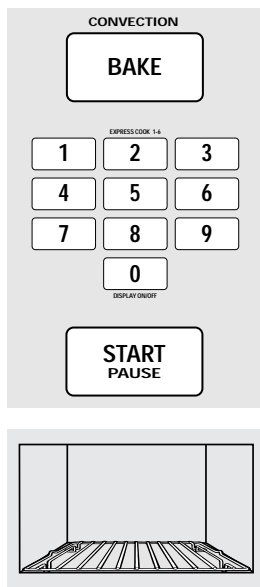 CONVECTION
BAKE
EXPRESS COOK 1-6
1 2 3
4 5 6
7 8 9
0
DISPLAY ON/OFF
START
PAUSE